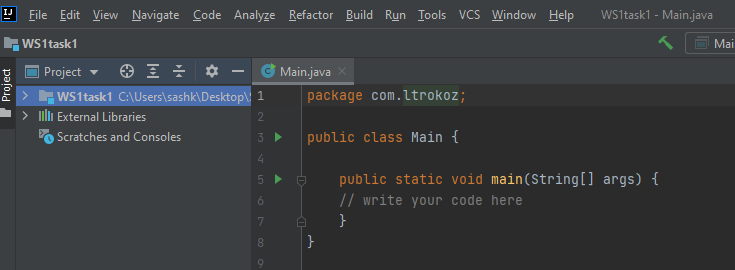 IJ File Edit View Navigate Code Analyze Refactor Build Run Tools VCS Window Help WS1task1 - Main.java
WS1task1
Mai
Project
Project
Main.java
WS1task1 C:\Users\sashk\Desktop\
External Libraries
Scratches and Consoles
1 package com.ltrokoz;
2
3 public class Main {
4
5 public static void main(String[] args) {
6 // write your code here
7 }
8 }
9